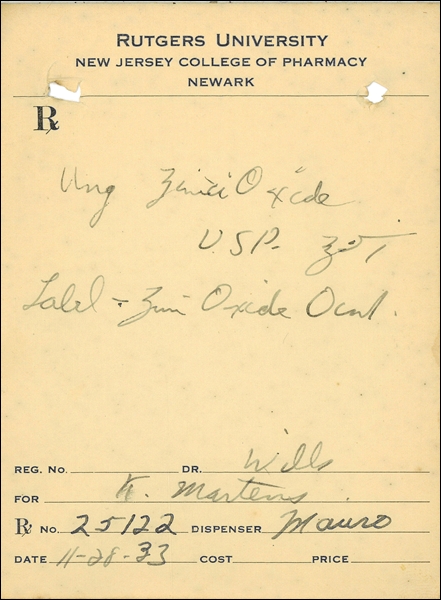 RUTGERS UNIVERSITY
NEW JERSEY COLLEGE OF PHARMACY
NEWARK
℞
Ung Zinci Oxide
U.S.P. ℥i
Label - Zinc Oxide Oint.
REG. No. DR. Wills
FOR K. Martens
℞ No. 25122 DISPENSER Mauro
DATE 11-28-33 COST PRICE